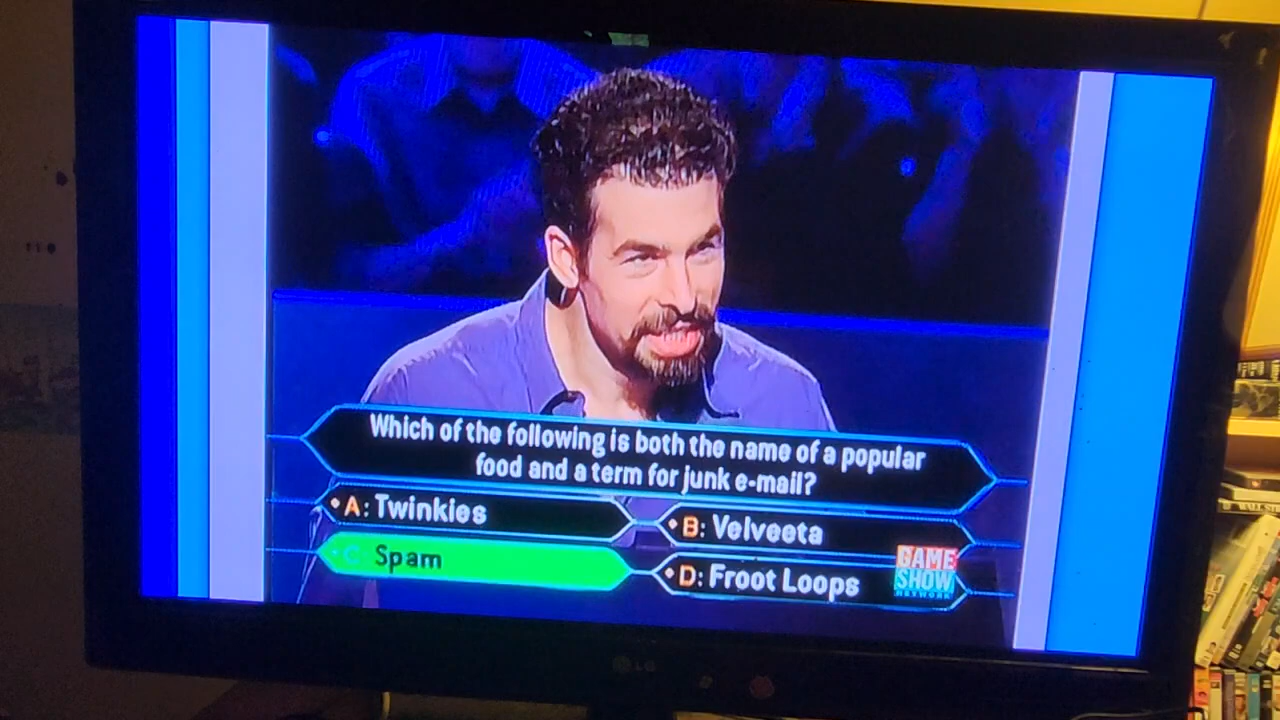 Which of the following is both the name of a popular
food and a term for junk e-mail?
A: Twinkies
B: Velveeta
C: Spam
D: Froot Loops
GAME
SHOW
NETWORK
LG